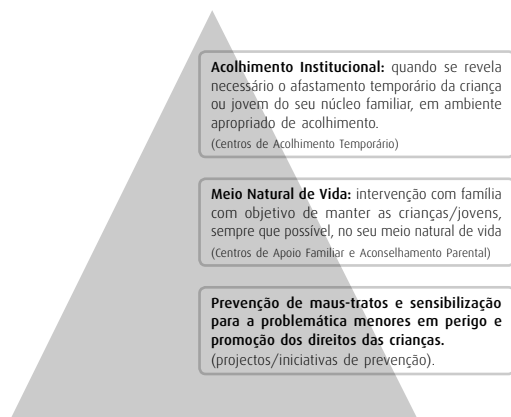 Acolhimento Institucional: quando se revela
necessário o afastamento temporário da criança
ou jovem do seu núcleo familiar, em ambiente
apropriado de acolhimento.
(Centros de Acolhimento Temporário)
Meio Natural de Vida: intervenção com família
com objetivo de manter as crianças/jovens,
sempre que possível, no seu meio natural de vida
(Centros de Apoio Familiar e Aconselhamento Parental)
Prevenção de maus-tratos e sensibilização
para a problemática menores em perigo e
promoção dos direitos das crianças.
(projectos/iniciativas de prevenção).